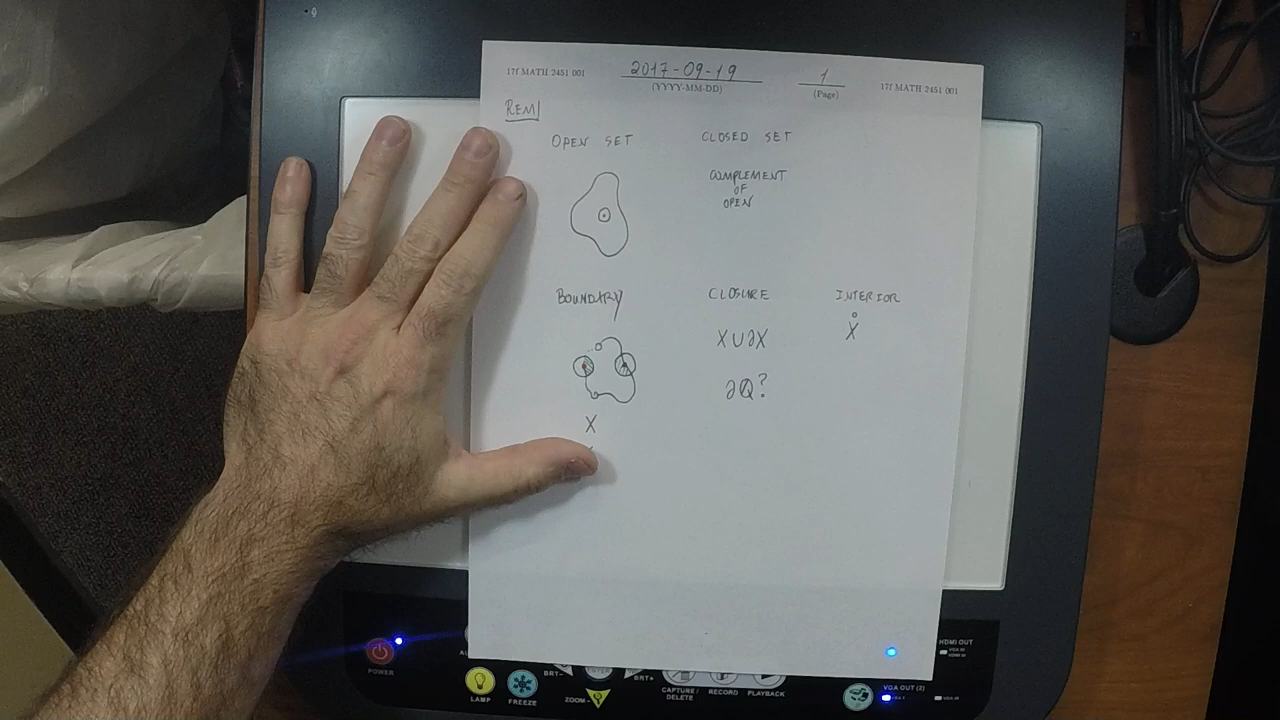 17f MATH 2451 001
2017-09-19
(YYYY-MM-DD)
1
(Page)
17f MATH 2451 001
REM
OPEN SET
CLOSED SET
COMPLEMENT
OF
OPEN
BOUNDARY
CLOSURE
INTERIOR
X∪∂X
X̊
∂Q?
X
POWER
LAMP
FREEZE
BRT-
ZOOM-
BRT+
CAPTURE /
DELETE
RECORD
PLAYBACK
HDMI OUT
VGA OUT (2)